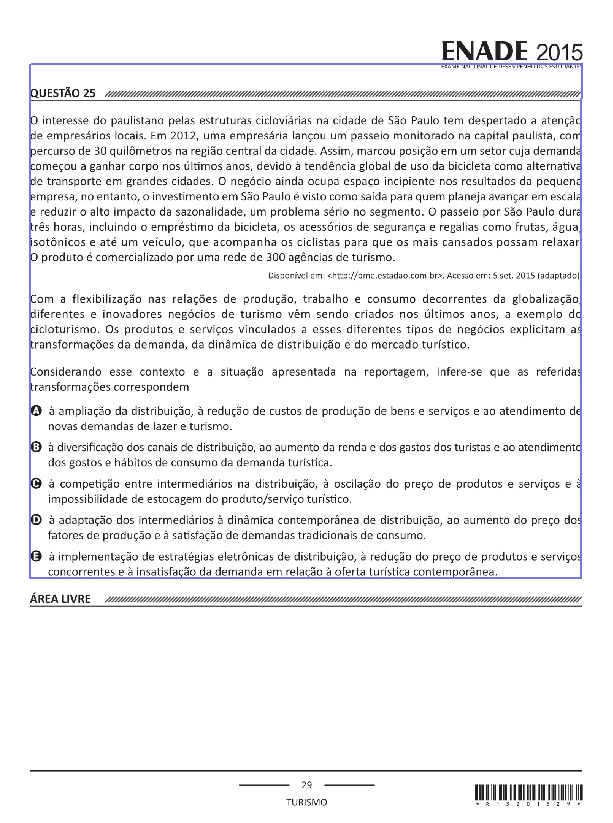 ENADE 2015
EXAME NACIONAL DE DESEMPENHO DOS ESTUDANTES
QUESTÃO 25
O interesse do paulistano pelas estruturas cicloviárias na cidade de São Paulo tem despertado a atenção
de empresários locais. Em 2012, uma empresária lançou um passeio monitorado na capital paulista, com
percurso de 30 quilômetros na região central da cidade. Assim, marcou posição em um setor cuja demanda
começou a ganhar corpo nos últimos anos, devido à tendência global de uso da bicicleta como alternativa
de transporte em grandes cidades. O negócio ainda ocupa espaço incipiente nos resultados da pequena
empresa, no entanto, o investimento em São Paulo é visto como saída para quem planeja avançar em escala
e reduzir o alto impacto da sazonalidade, um problema sério no segmento. O passeio por São Paulo dura
três horas, incluindo o empréstimo da bicicleta, os acessórios de segurança e regalias como frutas, água,
isotônicos e até um veículo, que acompanha os ciclistas para que os mais cansados possam relaxar.
O produto é comercializado por uma rede de 300 agências de turismo.
Disponível em: <http://pme.estadao.com.br>. Acesso em: 5 set. 2015 (adaptado).
Com a flexibilização nas relações de produção, trabalho e consumo decorrentes da globalização,
diferentes e inovadores negócios de turismo vêm sendo criados nos últimos anos, a exemplo do
cicloturismo. Os produtos e serviços vinculados a esses diferentes tipos de negócios explicitam as
transformações da demanda, da dinâmica de distribuição e do mercado turístico.
Considerando esse contexto e a situação apresentada na reportagem, infere-se que as referidas
transformações correspondem
A à ampliação da distribuição, à redução de custos de produção de bens e serviços e ao atendimento de
novas demandas de lazer e turismo.
B à diversificação dos canais de distribuição, ao aumento da renda e dos gastos dos turistas e ao atendimento
dos gostos e hábitos de consumo da demanda turística.
C à competição entre intermediários na distribuição, à oscilação do preço de produtos e serviços e à
impossibilidade de estocagem do produto/serviço turístico.
D à adaptação dos intermediários à dinâmica contemporânea de distribuição, ao aumento do preço dos
fatores de produção e à satisfação de demandas tradicionais de consumo.
E à implementação de estratégias eletrônicas de distribuição, à redução do preço de produtos e serviços
concorrentes e à insatisfação da demanda em relação à oferta turística contemporânea.
ÁREA LIVRE
29
TURISMO
*R13201529*